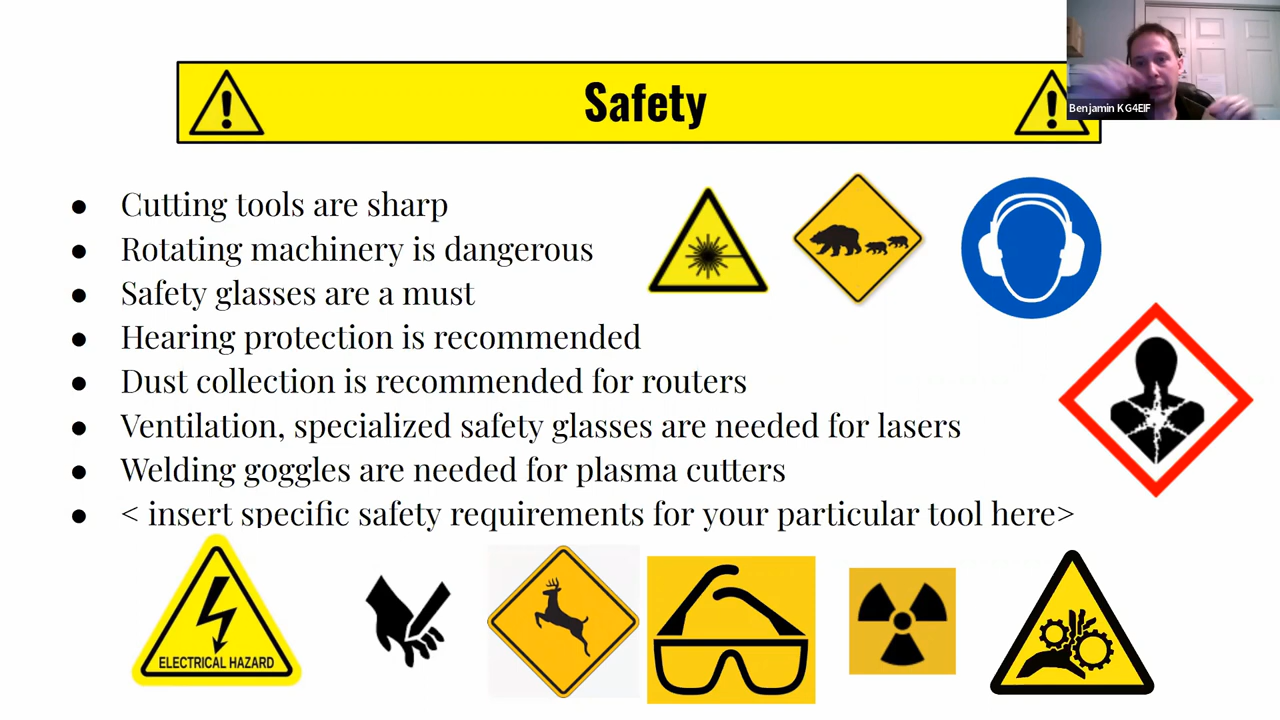 Safety
Benjamin KG4EIF
● Cutting tools are sharp
● Rotating machinery is dangerous
● Safety glasses are a must
● Hearing protection is recommended
● Dust collection is recommended for routers
● Ventilation, specialized safety glasses are needed for lasers
● Welding goggles are needed for plasma cutters
● < insert specific safety requirements for your particular tool here>
ELECTRICAL HAZARD